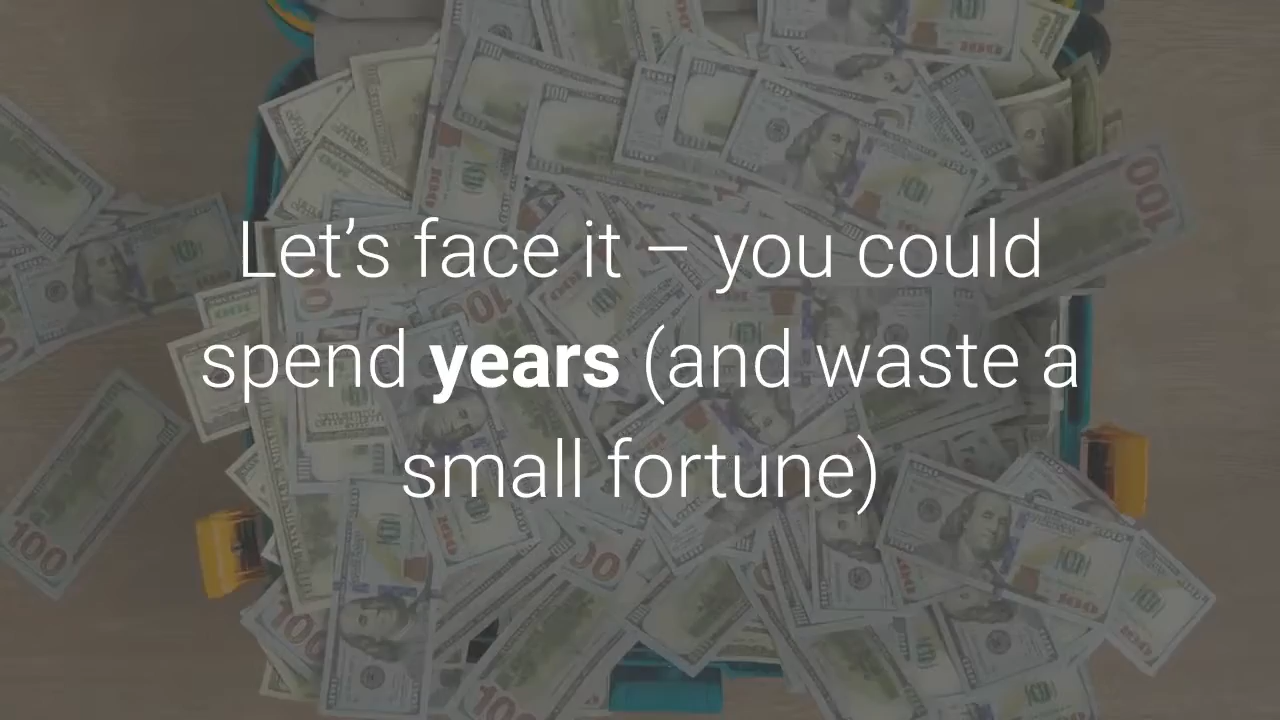 Let’s face it – you could
spend years (and waste a
small fortune)